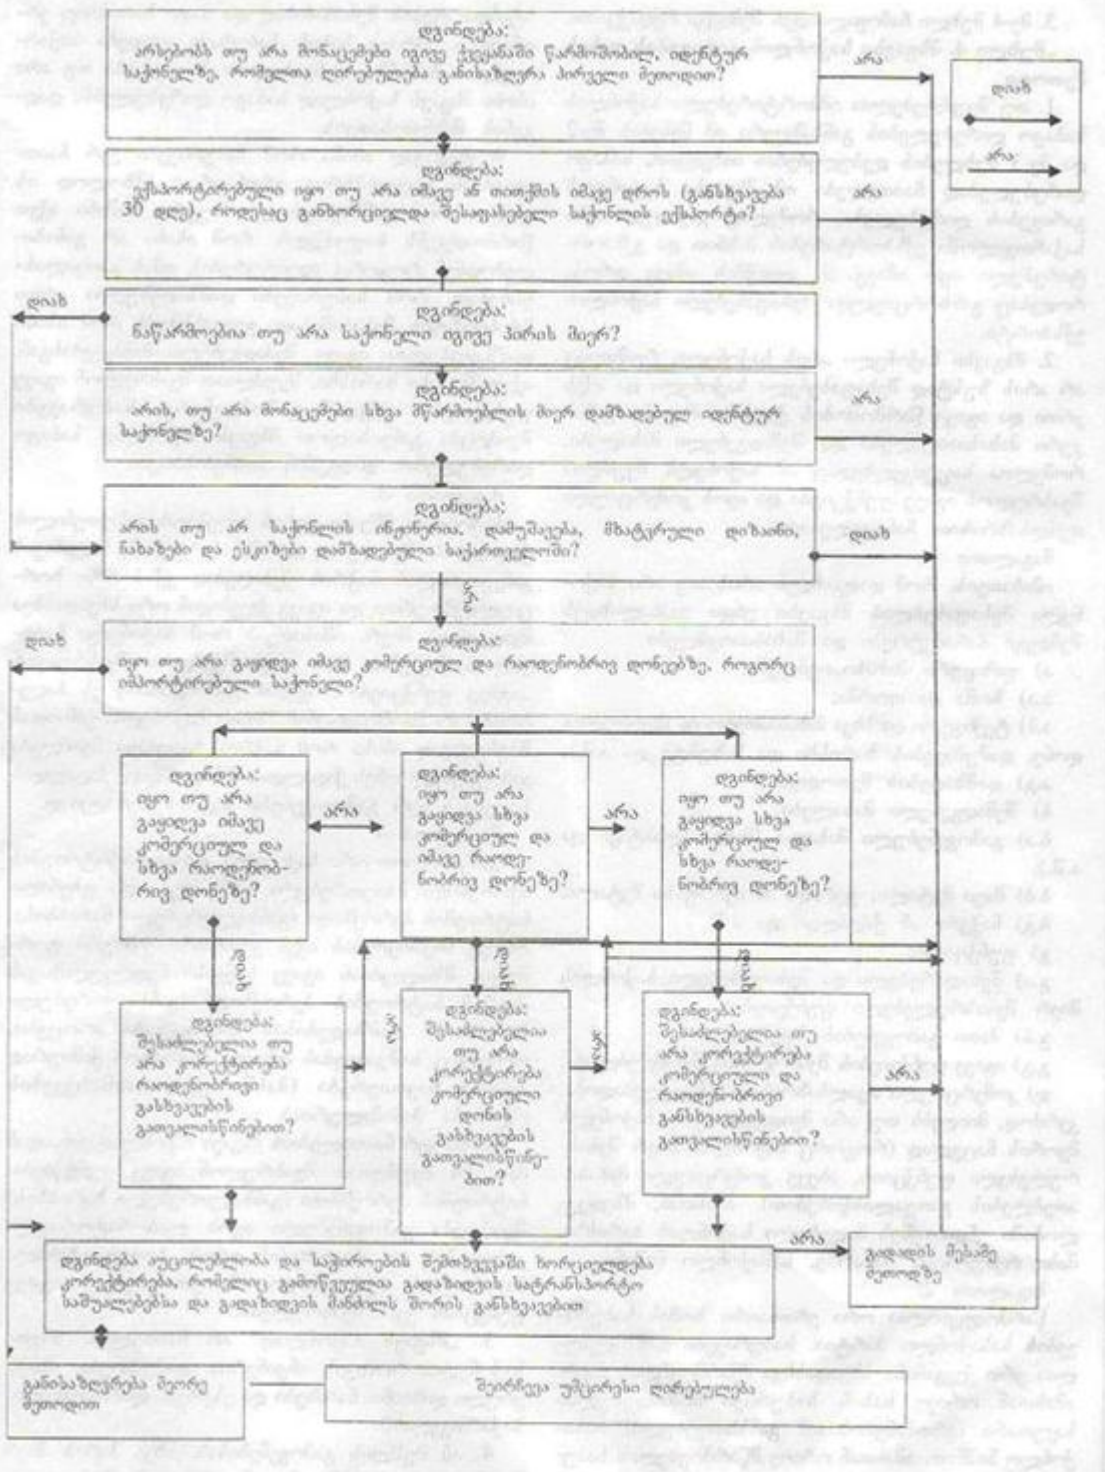 დგინდება:
არსებობს თუ არა მონაცემები იგივე ქვეყანაში წარმოშობილ, იდენტურ
საქონელზე, რომელთა ღირებულება განისაზღვრა პირველი მეთოდით?
არა
დიახ
არა
დგინდება:
ექსპორტირებული იყო თუ არა იმავე ან თითქმის იმავე დროს (განსხვავება
30 დღე), როდესაც განხორციელდა შესაფასებელი საქონლის ექსპორტი?
არა
დიახ
დგინდება:
ნაწარმოებია თუ არა საქონელი იგივე პირის მიერ?
დგინდება:
არის, თუ არა მონაცემები სხვა მწარმოებლის მიერ დამზადებულ იდენტურ
საქონელზე?
არა
დგინდება:
არის თუ არ საქონლის ინჟინერია, დამუშავება, მხატვრული დიზაინი,
ნახაზები და ესკიზები დამზადებული საქართველოში?
დიახ
არა
დიახ
დგინდება:
იყო თუ არა გაყიდვა იმავე კომერციულ და რაოდენობრივ დონეებზე, როგორც
იმპორტირებული საქონელი?
დგინდება:
იყო თუ არა
გაყიდვა იმავე
კომერციულ და
სხვა რაოდენობ-
რივ დონეზე?
არა
დგინდება:
იყო თუ არა
გაყიდვა სხვა
კომერციულ და
იმავე რაოდე-
ნობრივ დონეზე?
არა
დგინდება:
იყო თუ არა
გაყიდვა სხვა
კომერციულ და
სხვა რაოდე-
ნობრივ დონეზე?
დიახ
დიახ
დიახ
დგინდება:
შესაძლებელია თუ
არა კორექტირება
რაოდენობრივი
გასხვავების
გათვალისწინებით?
არა
დგინდება:
შესაძლებელია
თუ არა
კორექტირება
კომერციული
დონის
გასხვავების
გათვალისწინე-
ბით?
არა
დგინდება:
შესაძლებელია თუ
არა კორექტირება
კომერციული და
რაოდენობრივი
განსხვავების
გათვალისწინებით?
არა
დგინდება აუცილებლობა და საჭიროების შემთხვევაში ხორციელდება
კორექტირება, რომელიც გამოწვეულია გადაზიდვის სატრანსპორტო
საშუალებებსა და გადაზიდვის მანძილს შორის განსხვავებით
არა
გადადის მესამე
მეთოდზე
განისაზღვრება მეორე
მეთოდით
შეირჩევა უმცირესი ღირებულება